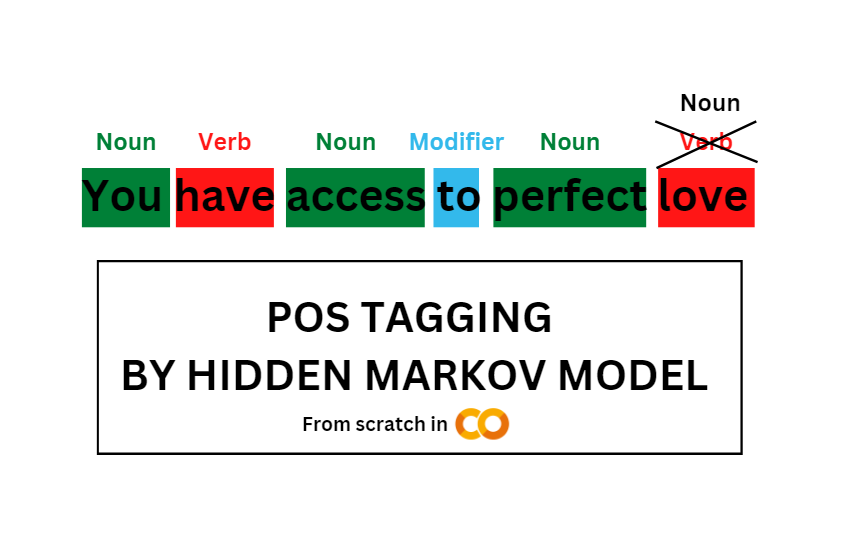 Noun
Noun Verb Noun Modifier Noun Verb
You have access to perfect love
POS TAGGING
BY HIDDEN MARKOV MODEL
From scratch in CO